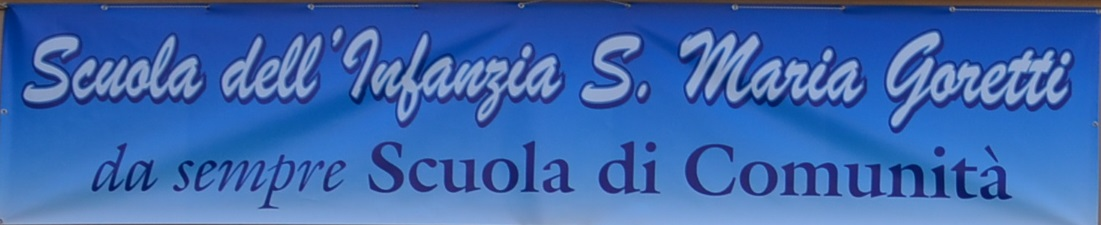 Scuola dell'Infanzia S. Maria Goretti
da sempre Scuola di Comunità